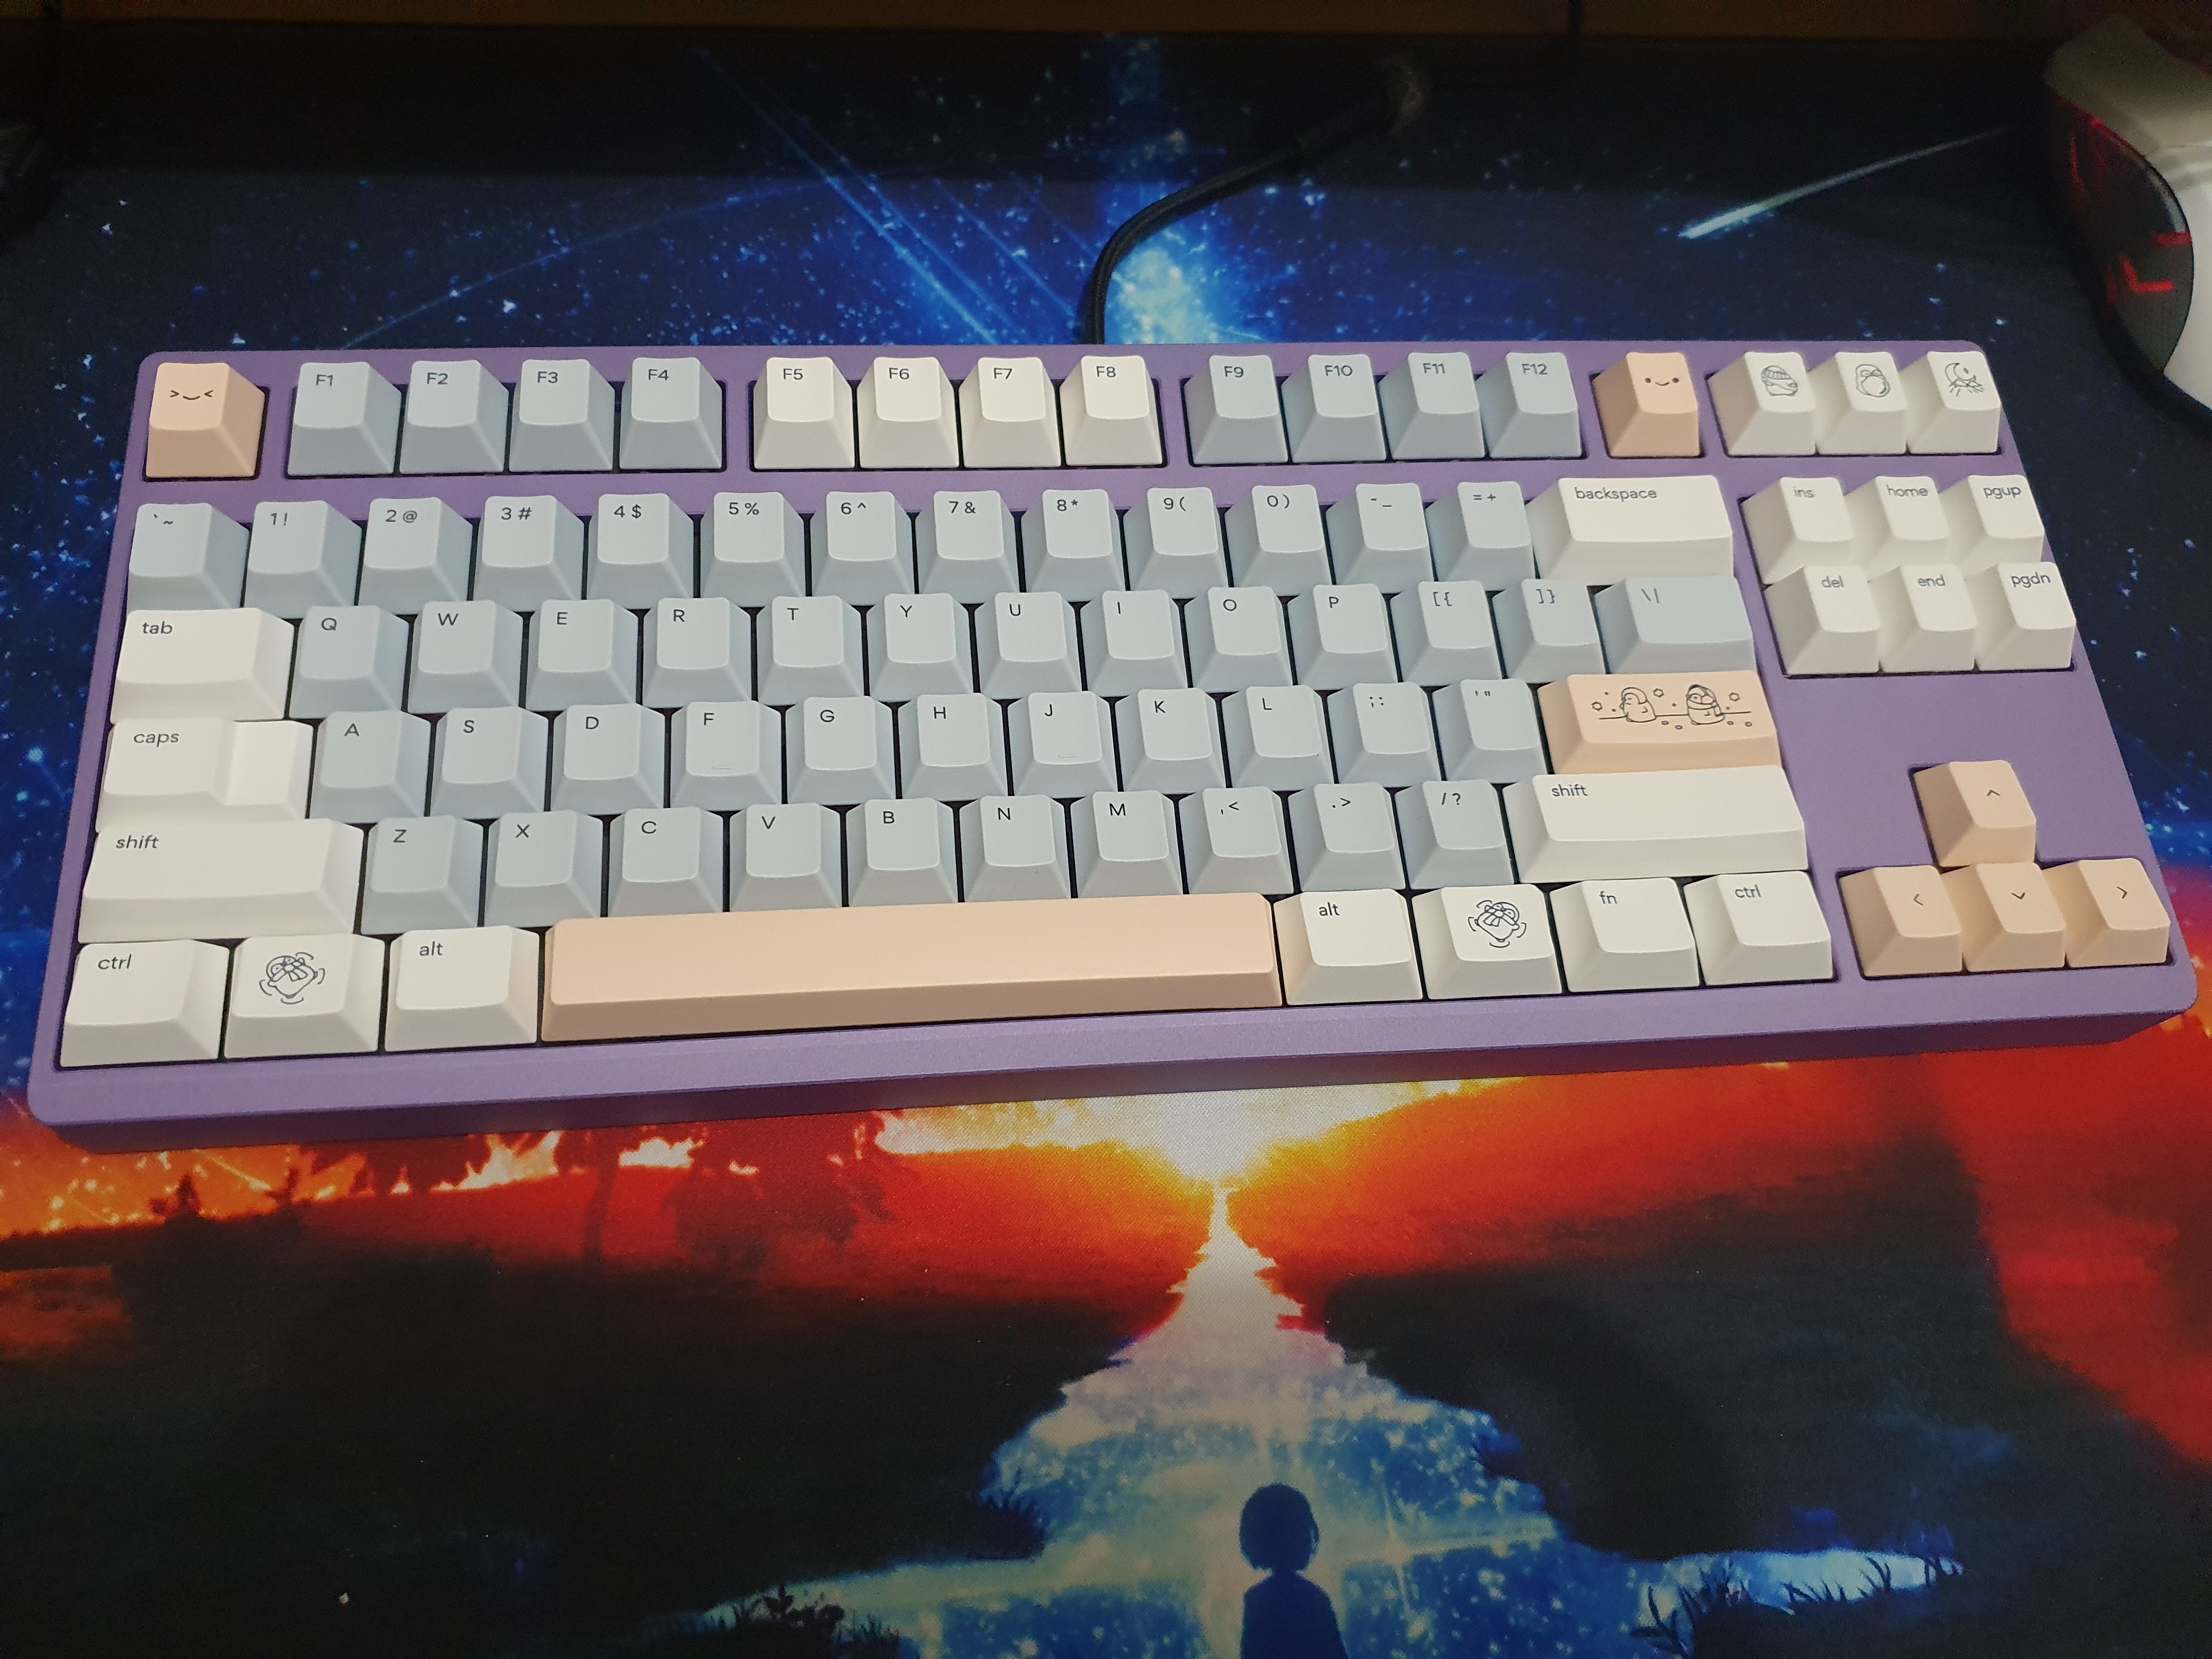 >‿< F1 F2 F3 F4 F5 F6 F7 F8 F9 F10 F11 F12
`~ 1! 2@ 3# 4$ 5% 6^ 7& 8* 9( 0) -_ =+ backspace ins home pgup
tab Q W E R T Y U I O P [{ ]} \| del end pgdn
caps A S D F G H J K L ;: '"
shift Z X C V B N M ,< .> /? shift ^
ctrl alt alt fn ctrl < ⌄ >